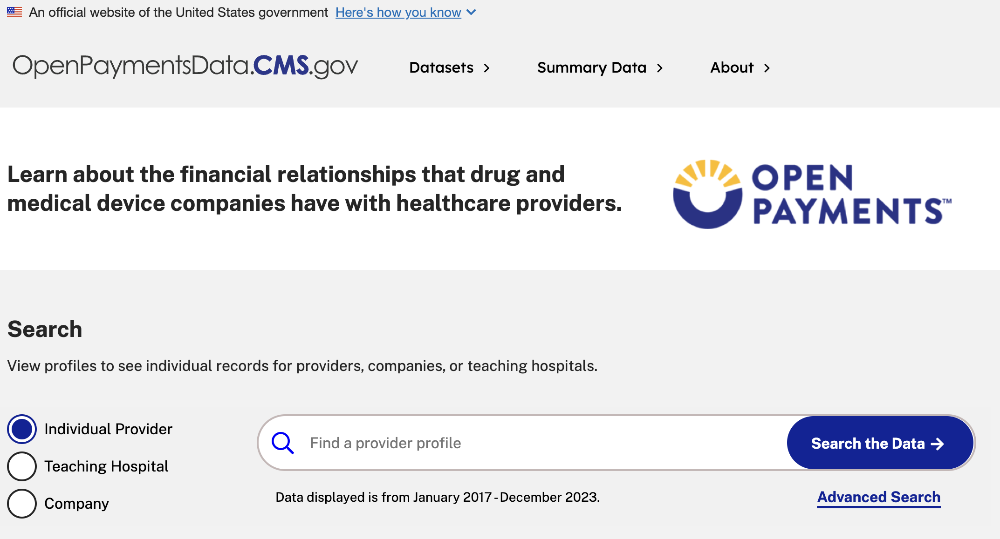 An official website of the United States government Here's how you know
OpenPaymentsData.CMS.gov Datasets Summary Data About
Learn about the financial relationships that drug and
medical device companies have with healthcare providers.
OPEN
PAYMENTS™
Search
View profiles to see individual records for providers, companies, or teaching hospitals.
Individual Provider
Teaching Hospital
Company
Find a provider profile
Search the Data →
Data displayed is from January 2017 - December 2023.
Advanced Search